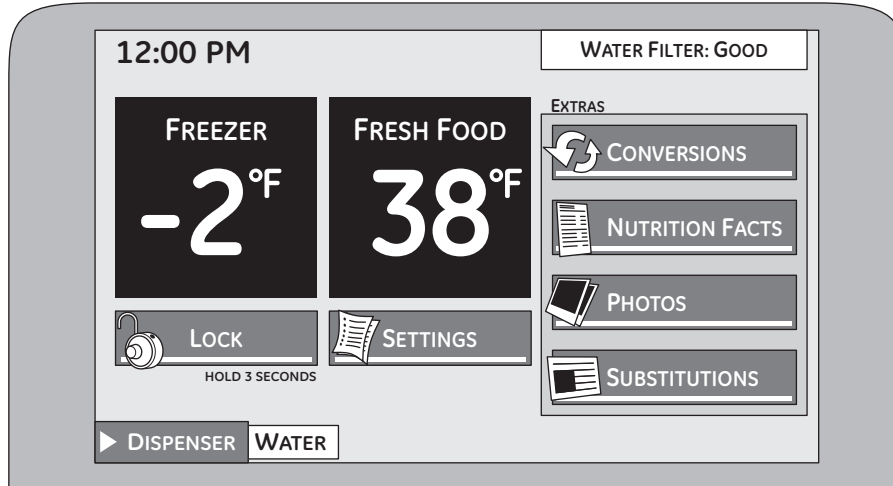 12:00 PM
WATER FILTER: GOOD
FREEZER
-2°F
FRESH FOOD
38°F
EXTRAS
CONVERSIONS
NUTRITION FACTS
PHOTOS
SUBSTITUTIONS
LOCK
HOLD 3 SECONDS
SETTINGS
DISPENSER
WATER